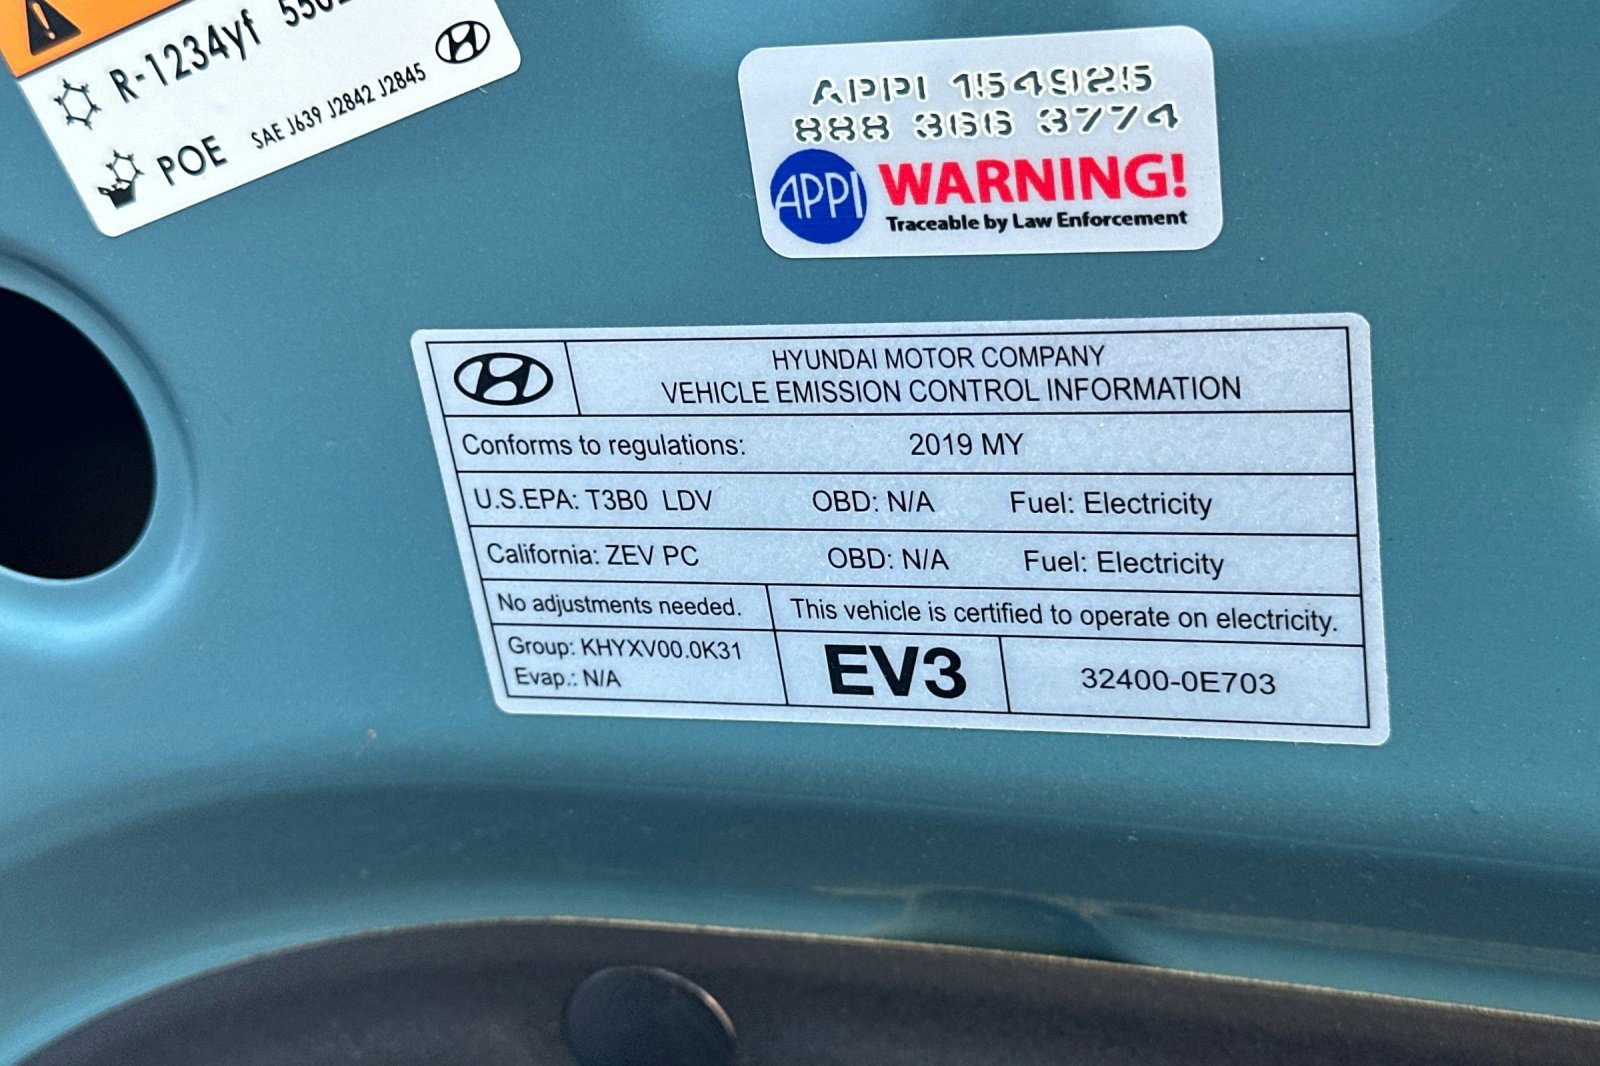 R-1234yf
POE SAE J639 J2842 J2845
APPI 1549125
888 366 3774
APPI WARNING!
Traceable by Law Enforcement
HYUNDAI MOTOR COMPANY
VEHICLE EMISSION CONTROL INFORMATION
Conforms to regulations: 2019 MY
U.S.EPA: T3B0 LDV OBD: N/A Fuel: Electricity
California: ZEV PC OBD: N/A Fuel: Electricity
No adjustments needed. This vehicle is certified to operate on electricity.
Group: KHYXV00.0K31
Evap.: N/A
EV3 32400-0E703